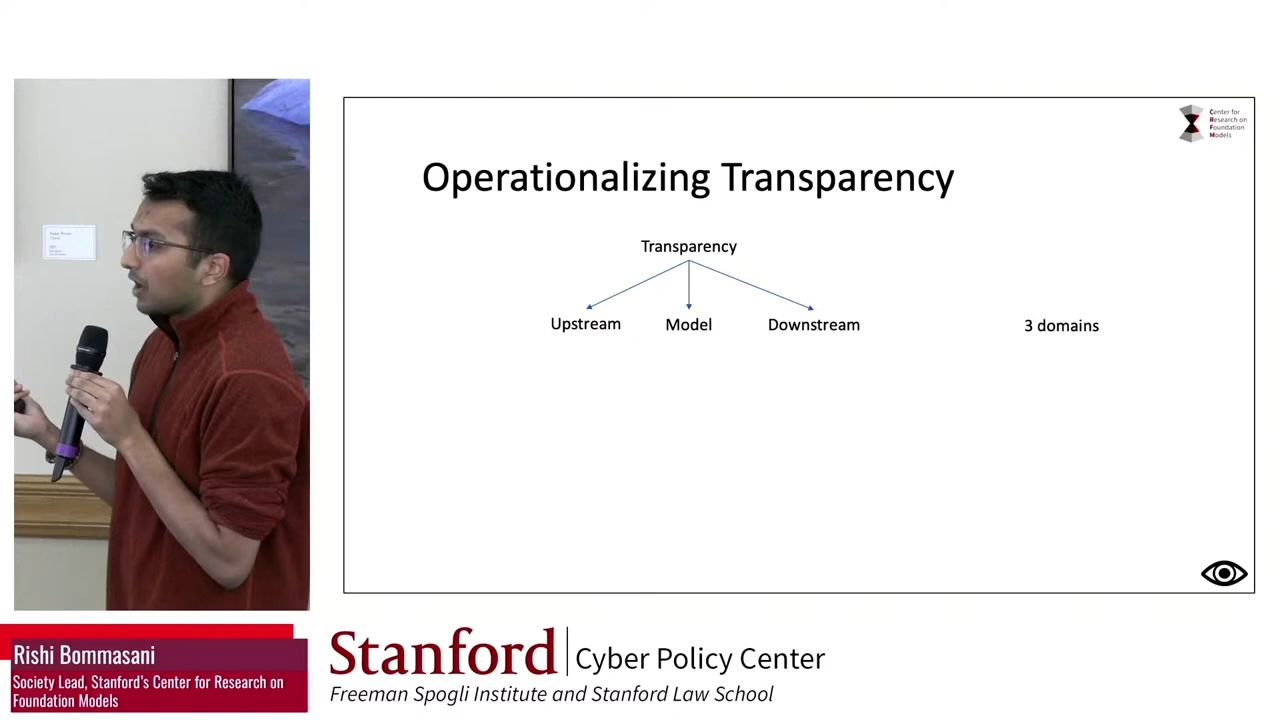 Center for
Research on
Foundation
Models
Operationalizing Transparency
Transparency
Upstream
Model
Downstream
3 domains
Rishi Bommasani
Society Lead, Stanford's Center for Research on
Foundation Models
Stanford
Cyber Policy Center
Freeman Spogli Institute and Stanford Law School